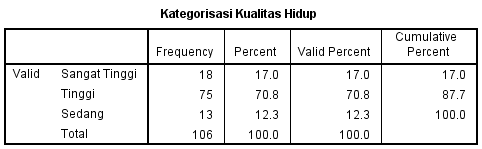 Kategorisasi Kualitas Hidup
Frequency Percent Valid Percent Cumulative Percent
Valid Sangat Tinggi 18 17.0 17.0 17.0
Tinggi 75 70.8 70.8 87.7
Sedang 13 12.3 12.3 100.0
Total 106 100.0 100.0